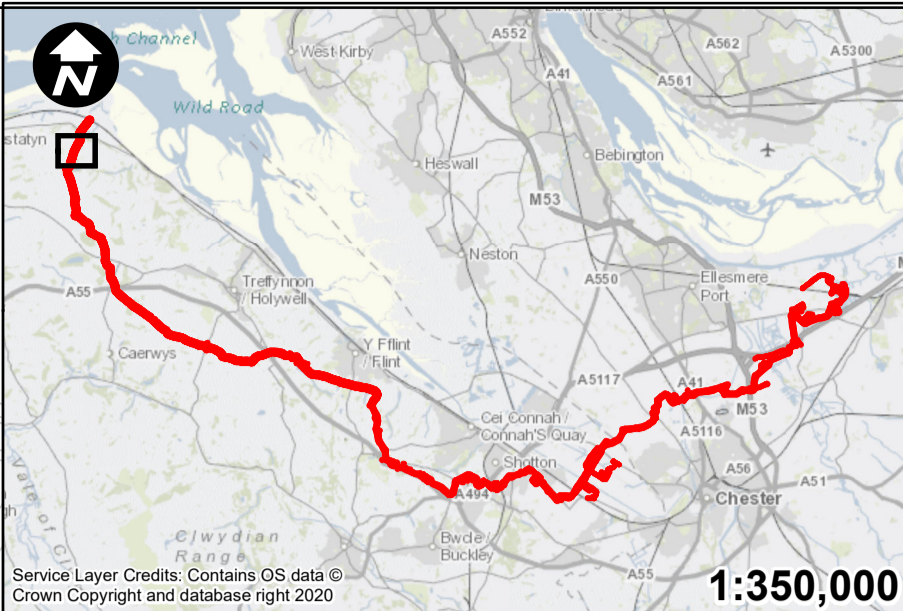 N
h Channel
Wild Road
West Kirby
A552
A41
A562
A561
A5300
statyn
Heswall
Bebington
M53
Neston
A550
Ellesmere
Port
Treffynnon
/ Holywell
A55
Caerwys
Y Fflint
/ Flint
A5117
A41
M53
A5116
Cei Connah /
Connah'S Quay
Shotton
A494
A56
A51
Chester
Clwydian
Range
Bwcle /
Buckley
A55
Service Layer Credits: Contains OS data ©
Crown Copyright and database right 2020
1:350,000